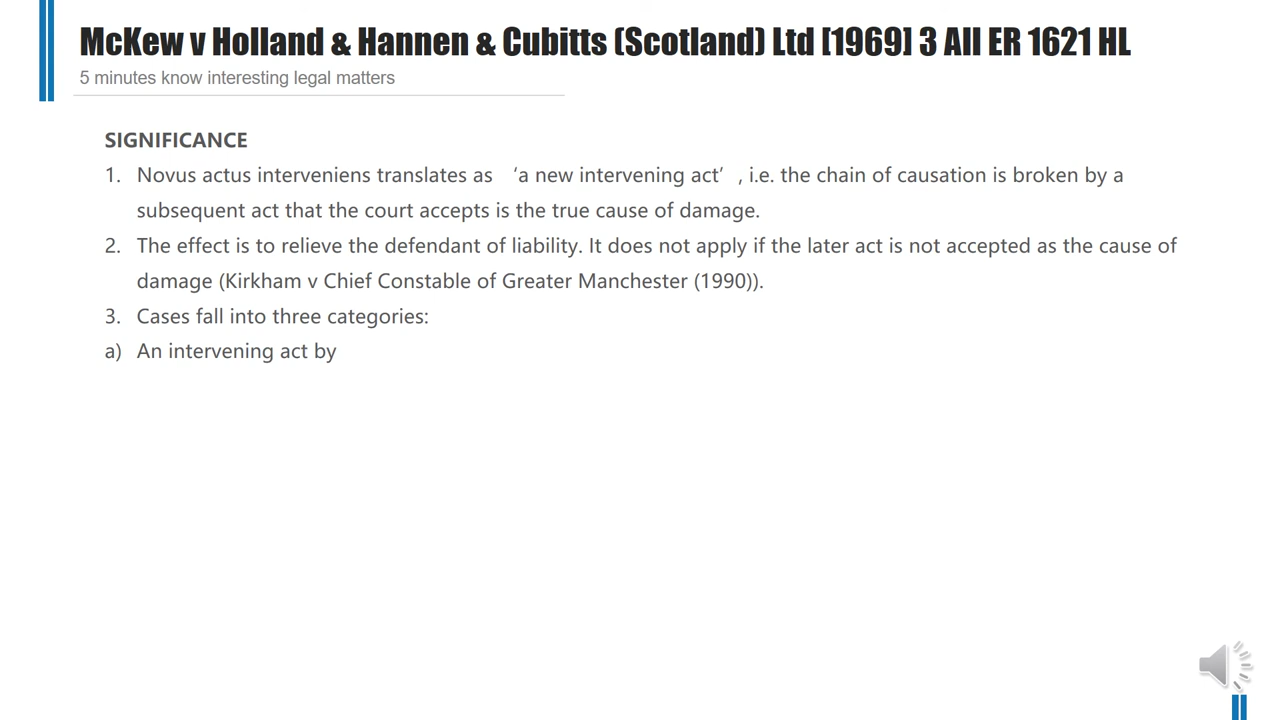 McKew v Holland & Hannen & Cubitts (Scotland) Ltd [1969] 3 All ER 1621 HL
5 minutes know interesting legal matters
SIGNIFICANCE
1. Novus actus interveniens translates as ‘a new intervening act’, i.e. the chain of causation is broken by a
subsequent act that the court accepts is the true cause of damage.
2. The effect is to relieve the defendant of liability. It does not apply if the later act is not accepted as the cause of
damage (Kirkham v Chief Constable of Greater Manchester (1990)).
3. Cases fall into three categories:
a) An intervening act by